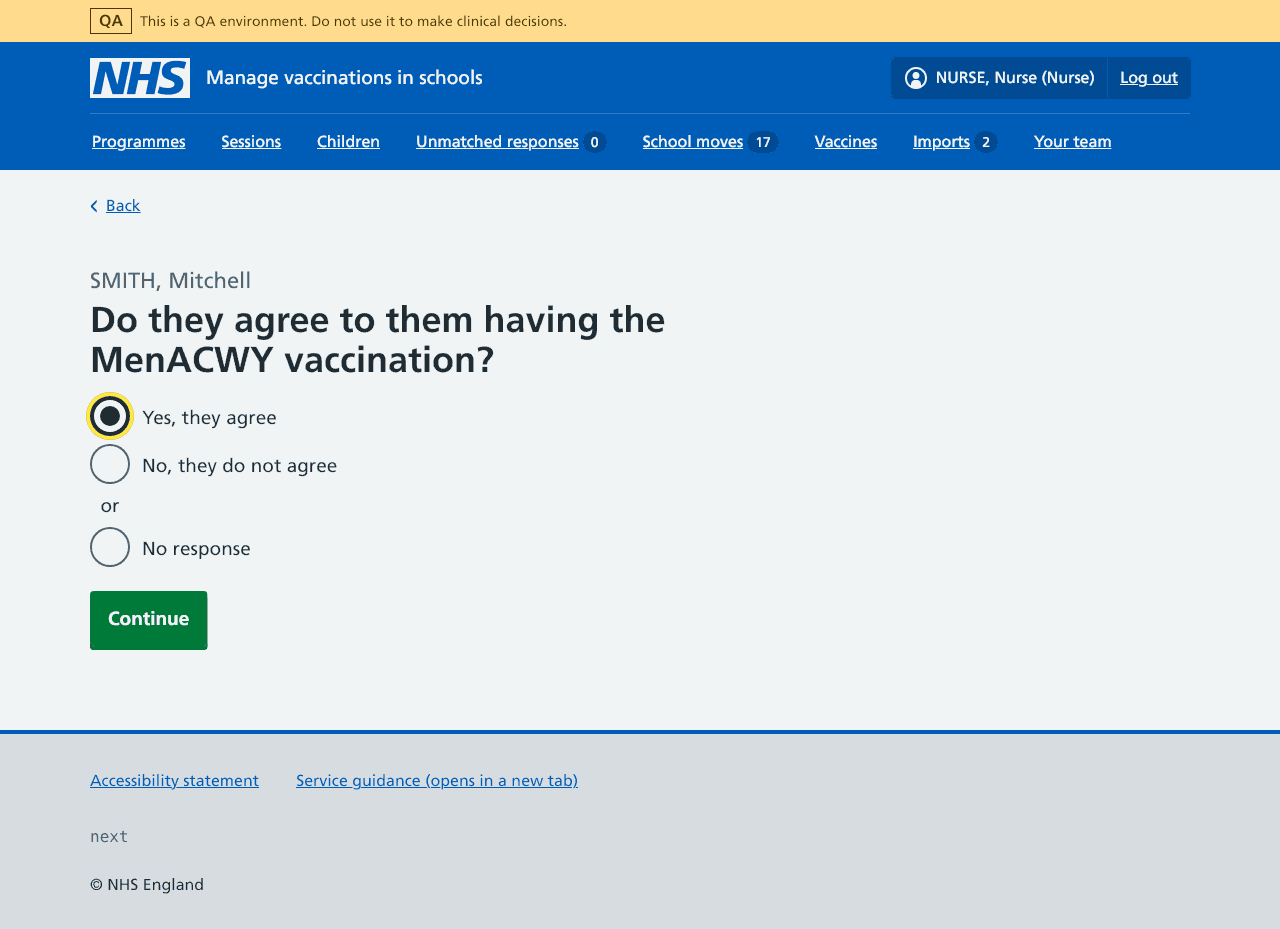 QA This is a QA environment. Do not use it to make clinical decisions.
NHS Manage vaccinations in schools NURSE, Nurse (Nurse) Log out
Programmes Sessions Children Unmatched responses 0 School moves 17 Vaccines Imports 2 Your team
Back
SMITH, Mitchell
Do they agree to them having the
MenACWY vaccination?
Yes, they agree
No, they do not agree
or
No response
Continue
Accessibility statement Service guidance (opens in a new tab)
next
© NHS England